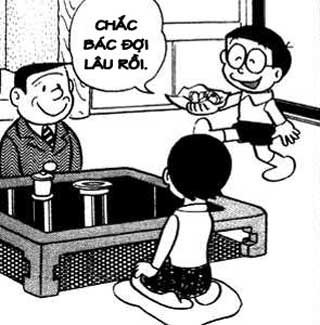 CHẮC
BÁC ĐỢI
LÂU RỒI.